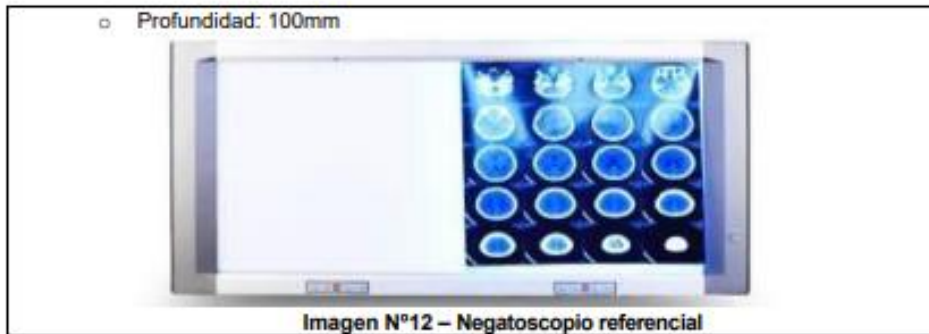 o Profundidad: 100mm
Imagen Nº12 – Negatoscopio referencial